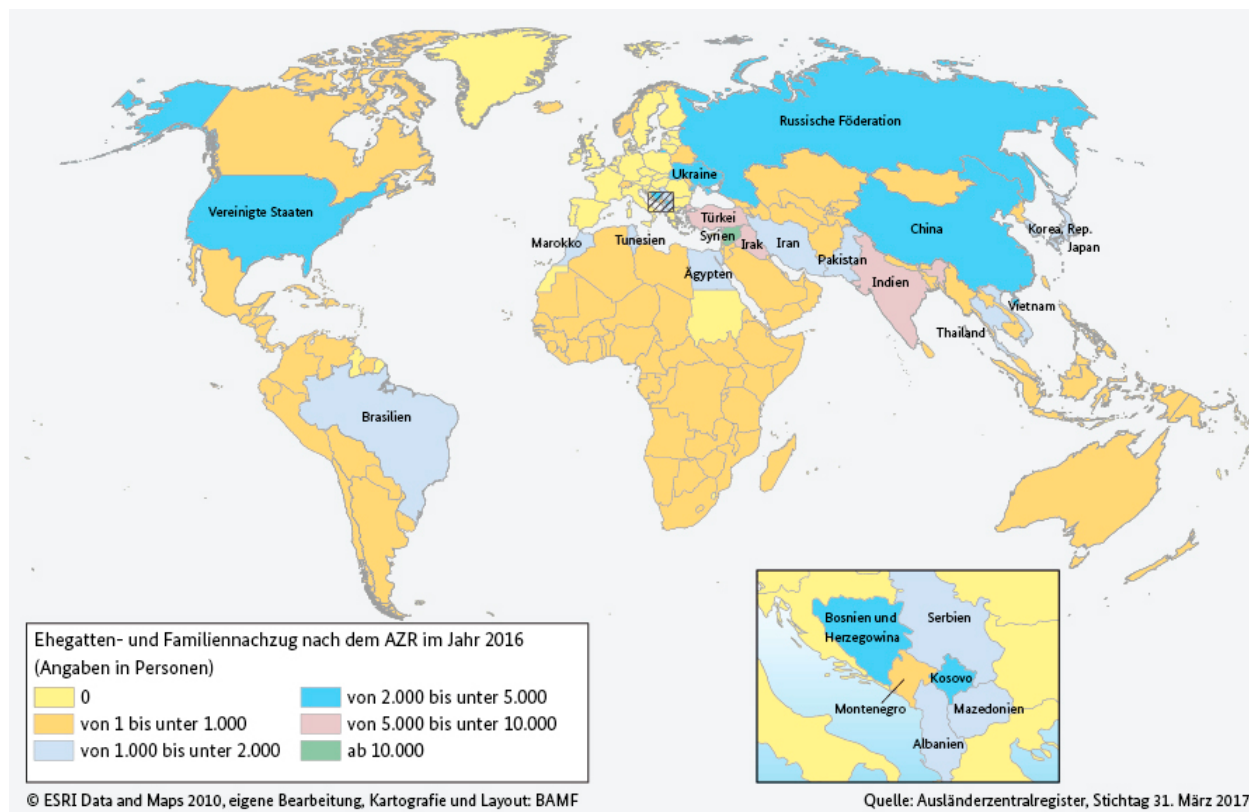 Russische Föderation
Ukraine
Vereinigte Staaten
Türkei
China
Korea, Rep.
Marokko
Tunesien
Syrien
Irak
Iran
Japan
Pakistan
Ägypten
Indien
Vietnam
Thailand
Brasilien
Bosnien und
Herzegowina
Serbien
Kosovo
Montenegro
Mazedonien
Albanien
Ehegatten- und Familiennachzug nach dem AZR im Jahr 2016
(Angaben in Personen)
0
von 1 bis unter 1.000
von 1.000 bis unter 2.000
von 2.000 bis unter 5.000
von 5.000 bis unter 10.000
ab 10.000
© ESRI Data and Maps 2010, eigene Bearbeitung, Kartografie und Layout: BAMF
Quelle: Ausländerzentralregister, Stichtag 31. März 2017